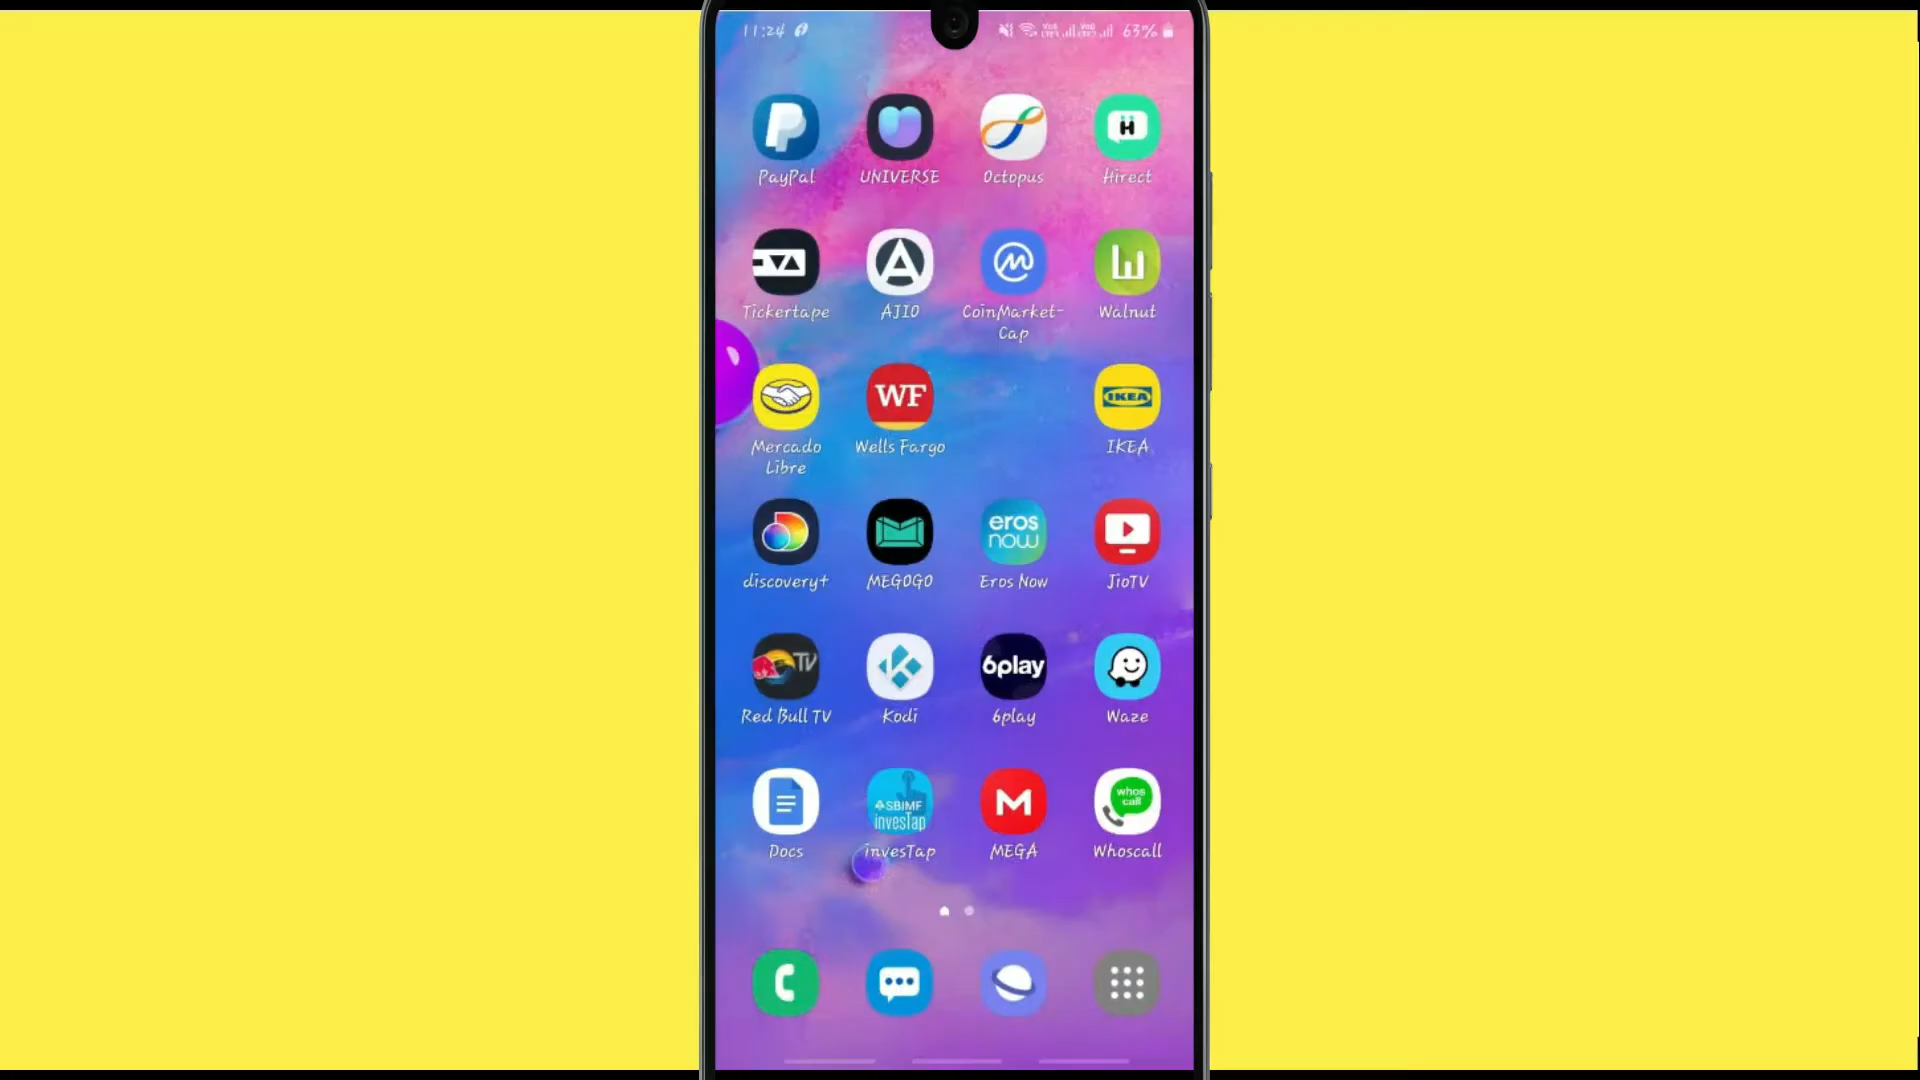 11:24 63%
PayPal UNIVERSE Octopus Hirect
Tickertape AJIO CoinMarket- Walnut
Cap
WF IKEA
Mercado Wells Fargo IKEA
Libre
eros
now
discovery+ MEGOGO Eros Now JioTV
TV 6play
Red Bull TV Kodi 6play Waze
SBIMF whos
invesTap call
Docs invesTap MEGA Whoscall